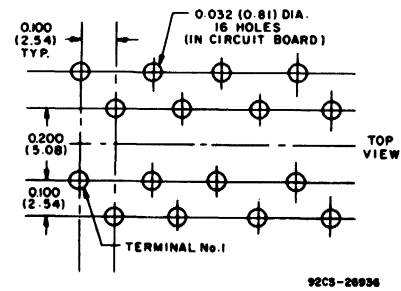 0.100
(2.54)
TYP.
0.032 (0.81) DIA.
16 HOLES
(IN CIRCUIT BOARD)
0.200
(5.08)
TOP
VIEW
0.100
(2.54)
TERMINAL No.1
92CS-26936